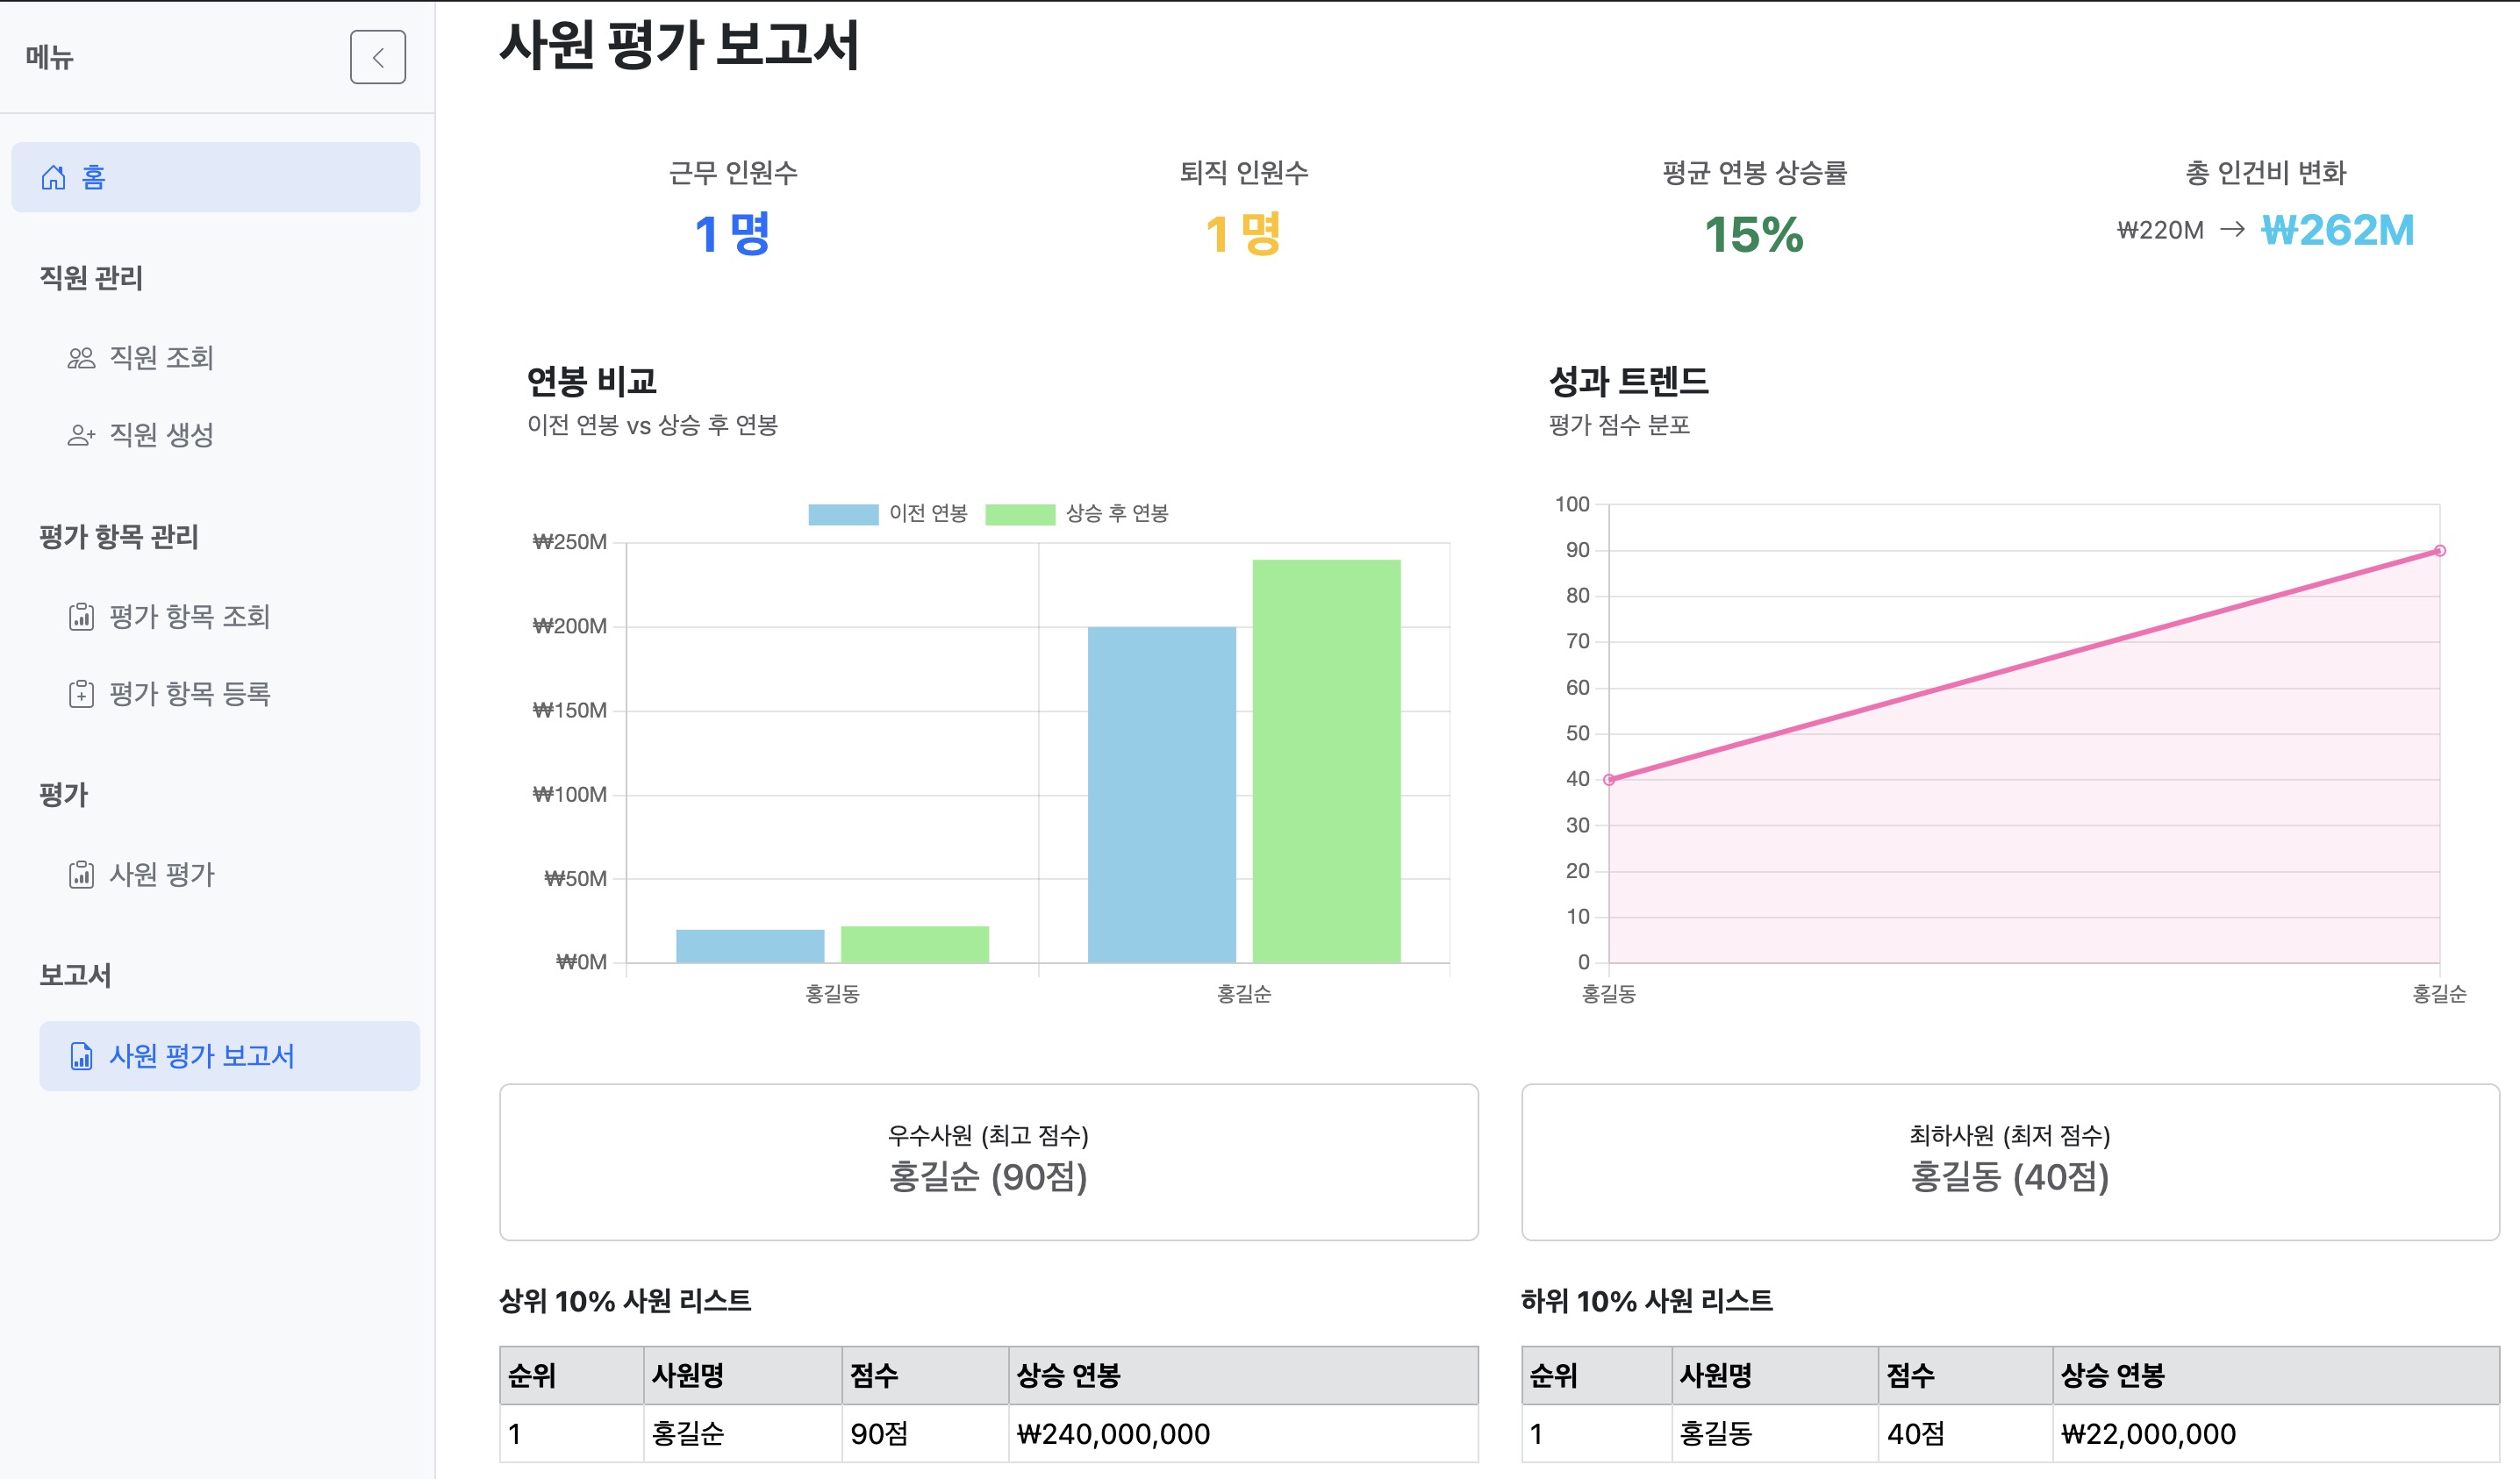 메뉴
홈
직원 관리
직원 조회
직원 생성
평가 항목 관리
평가 항목 조회
평가 항목 등록
평가
사원 평가
보고서
사원 평가 보고서
사원 평가 보고서
근무 인원수
1 명
퇴직 인원수
1 명
평균 연봉 상승률
15%
총 인건비 변화
₩220M → ₩262M
연봉 비교
이전 연봉 vs 상승 후 연봉
이전 연봉 상승 후 연봉
₩250M
₩200M
₩150M
₩100M
₩50M
₩0M
홍길동 홍길순
성과 트렌드
평가 점수 분포
100
90
80
70
60
50
40
30
20
10
0
홍길동 홍길순
우수사원 (최고 점수)
홍길순 (90점)
최하사원 (최저 점수)
홍길동 (40점)
상위 10% 사원 리스트
순위 사원명 점수 상승 연봉
1 홍길순 90점 ₩240,000,000
하위 10% 사원 리스트
순위 사원명 점수 상승 연봉
1 홍길동 40점 ₩22,000,000